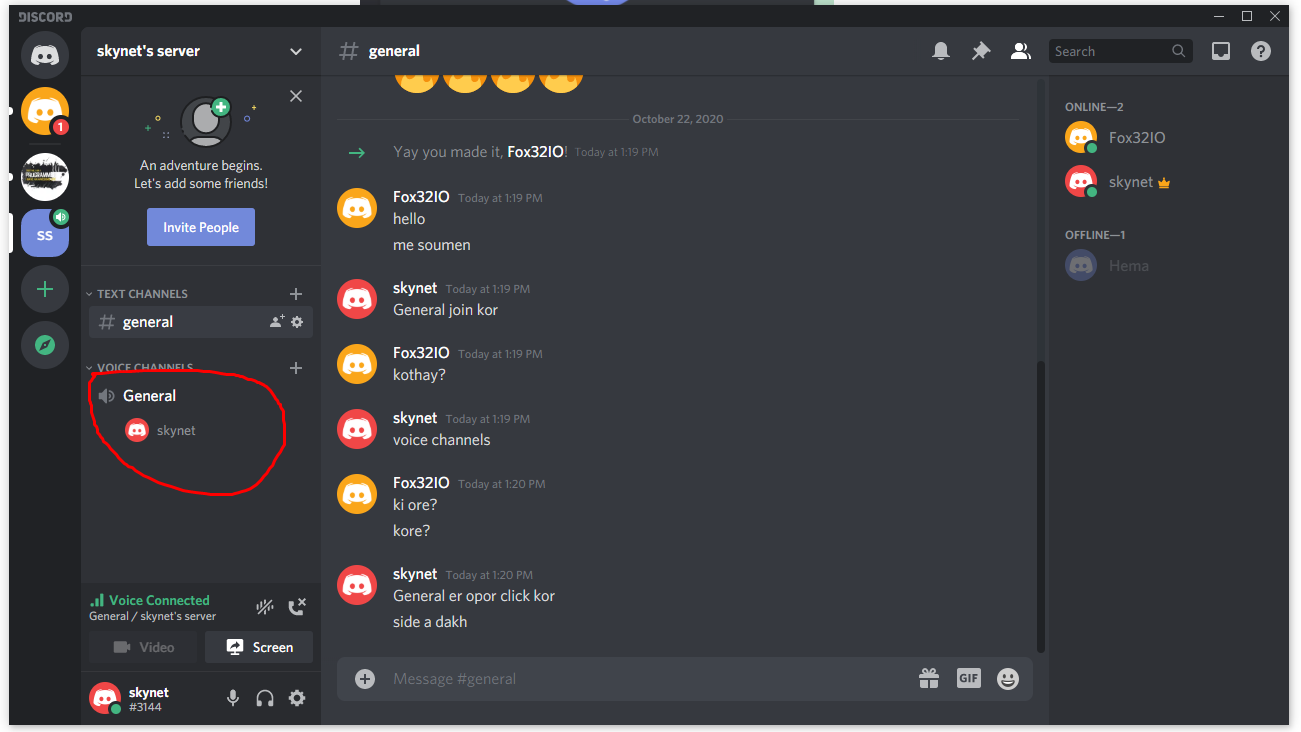 DISCORD
skynet's server
general
Search
An adventure begins.
Let's add some friends!
Invite People
TEXT CHANNELS
general
VOICE CHANNELS
General
skynet
Voice Connected
General / skynet's server
Video
Screen
skynet
#3144
1
SS
October 22, 2020
Yay you made it, Fox32IO! Today at 1:19 PM
Fox32IO Today at 1:19 PM
hello
me soumen
skynet Today at 1:19 PM
General join kor
Fox32IO Today at 1:19 PM
kothay?
skynet Today at 1:19 PM
voice channels
Fox32IO Today at 1:20 PM
ki ore?
kore?
skynet Today at 1:20 PM
General er opor click kor
side a dakh
Message #general
GIF
ONLINE—2
Fox32IO
skynet
OFFLINE—1
Hema